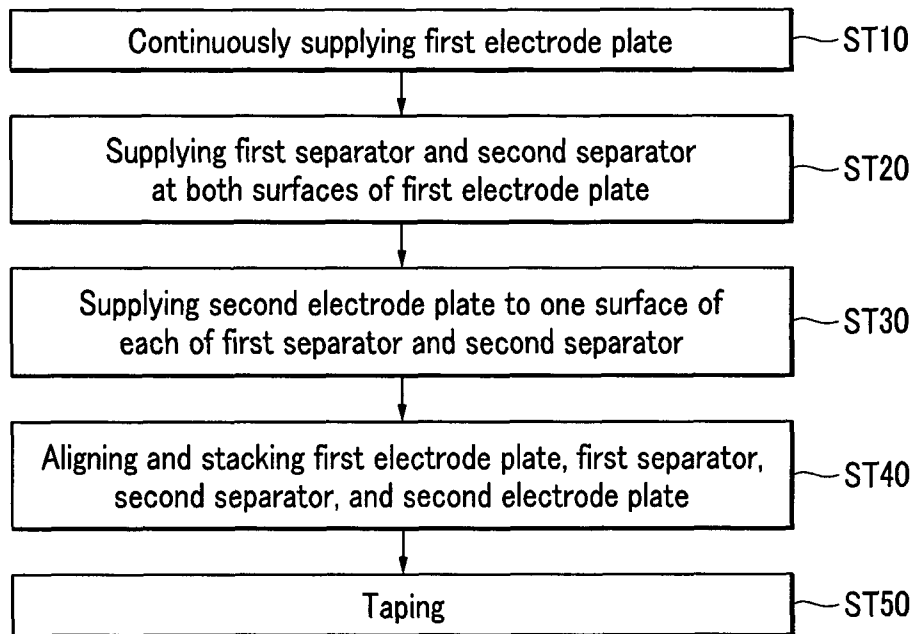 Continuously supplying first electrode plate
ST10
Supplying first separator and second separator
at both surfaces of first electrode plate
ST20
Supplying second electrode plate to one surface of
each of first separator and second separator
ST30
Aligning and stacking first electrode plate, first separator,
second separator, and second electrode plate
ST40
Taping
ST50